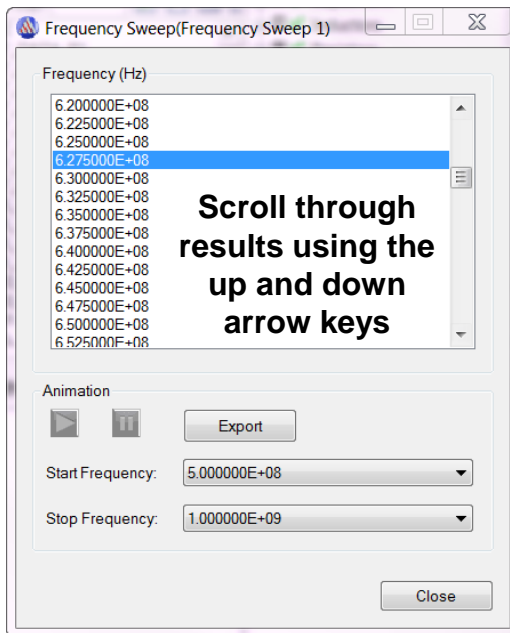 Frequency Sweep(Frequency Sweep 1)
Frequency (Hz)
6.200000E+08
6.225000E+08
6.250000E+08
6.275000E+08
6.300000E+08
6.325000E+08
6.350000E+08
6.375000E+08
6.400000E+08
6.425000E+08
6.450000E+08
6.475000E+08
6.500000E+08
6.525000E+08
Scroll through
results using the
up and down
arrow keys
Animation
Export
Start Frequency: 5.000000E+08
Stop Frequency: 1.000000E+09
Close